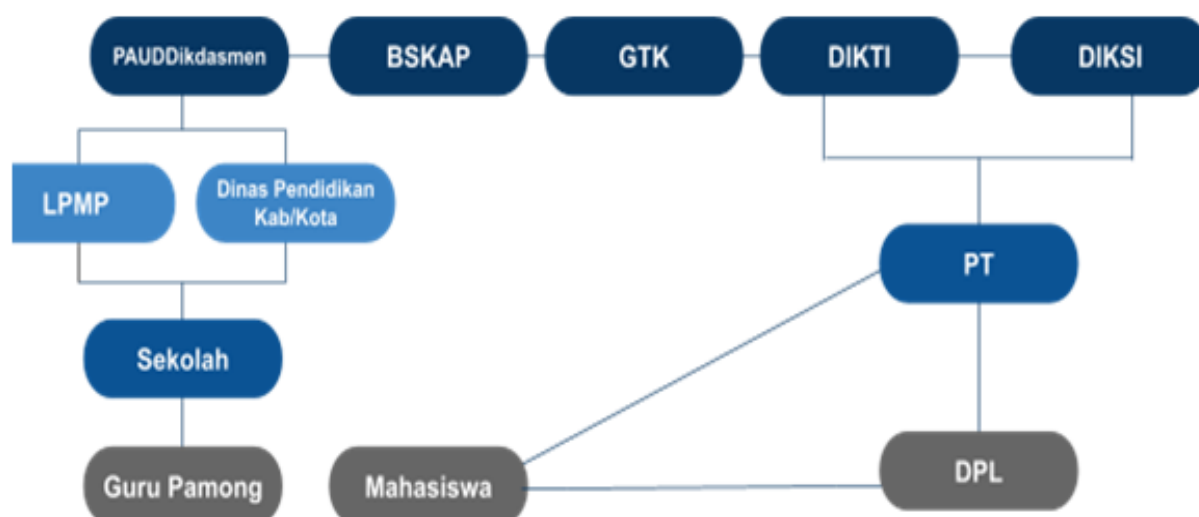 PAUDDikdasmen
BSKAP
GTK
DIKTI
DIKSI
LPMP
Dinas Pendidikan
Kab/Kota
PT
Sekolah
Guru Pamong
Mahasiswa
DPL